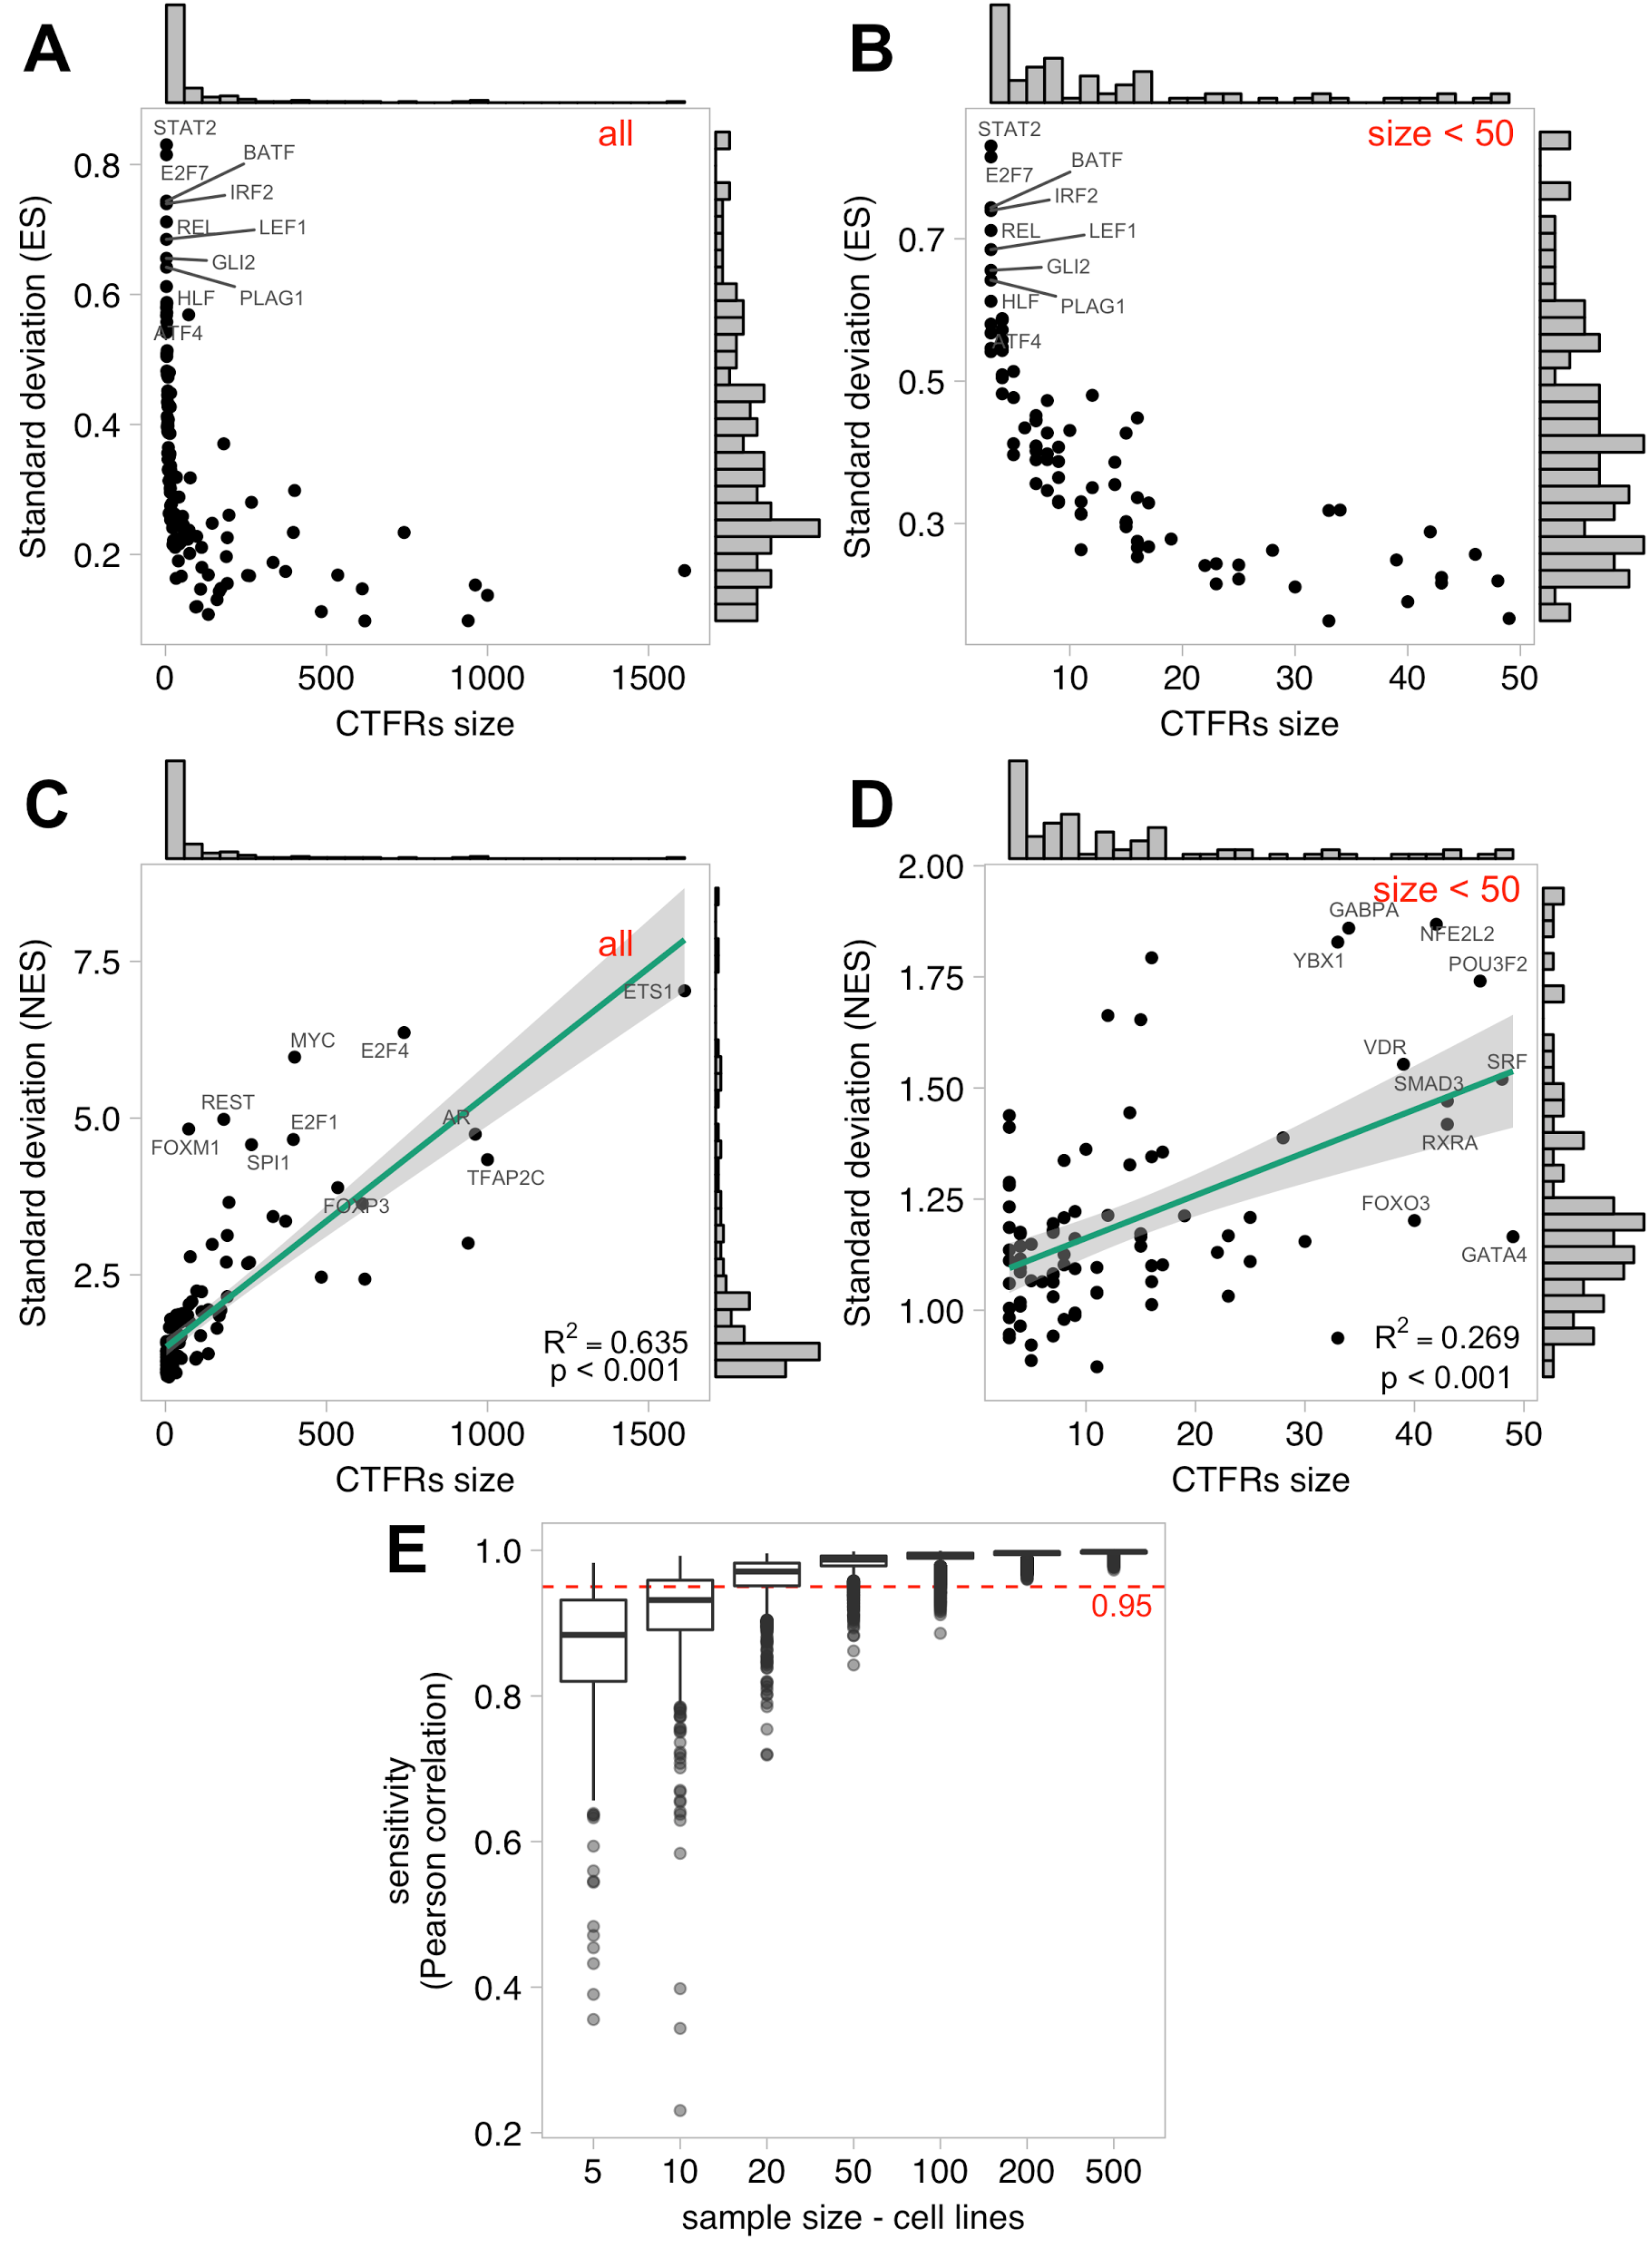 A
all
STAT2
BATF
E2F7
IRF2
REL
LEF1
GLI2
HLF
PLAG1
ATF4
0.8
0.6
0.4
0.2
Standard deviation (ES)
0
500
1000
1500
CTFRs size
B
size < 50
STAT2
BATF
E2F7
IRF2
REL
LEF1
GLI2
HLF
PLAG1
ATF4
0.7
0.5
0.3
Standard deviation (ES)
10
20
30
40
50
CTFRs size
C
all
ETS1
MYC
E2F4
REST
E2F1
AR
FOXM1
SPI1
TFAP2C
FOXP3
R2 = 0.635
p < 0.001
7.5
5.0
2.5
Standard deviation (NES)
0
500
1000
1500
CTFRs size
D
size < 50
GABPA
NFE2L2
YBX1
POU3F2
VDR
SRF
SMAD3
RXRA
FOXO3
GATA4
R2 = 0.269
p < 0.001
2.00
1.75
1.50
1.25
1.00
Standard deviation (NES)
10
20
30
40
50
CTFRs size
E
1.0
0.8
0.6
0.4
0.2
0.95
sensitivity
(Pearson correlation)
5
10
20
50
100
200
500
sample size - cell lines